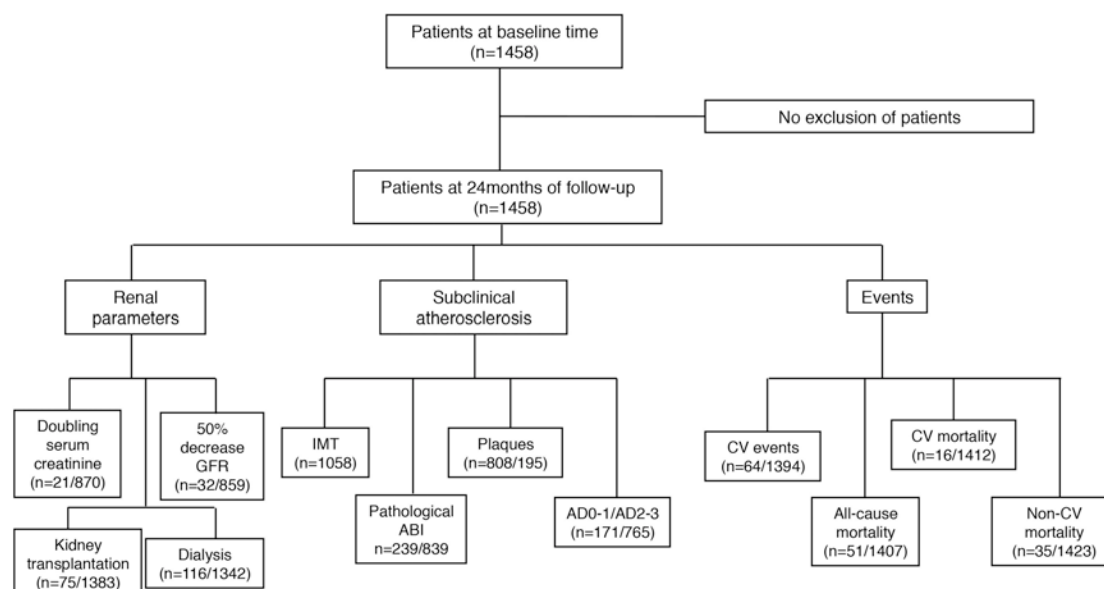 Patients at baseline time
(n=1458)
No exclusion of patients
Patients at 24months of follow-up
(n=1458)
Renal
parameters
Subclinical
atherosclerosis
Events
Doubling
serum
creatinine
(n=21/870)
50%
decrease
GFR
(n=32/859)
Kidney
transplantation
(n=75/1383)
Dialysis
(n=116/1342)
IMT
(n=1058)
Pathological
ABI
n=239/839
Plaques
(n=808/195)
AD0-1/AD2-3
(n=171/765)
CV events
(n=64/1394)
All-cause
mortality
(n=51/1407)
CV mortality
(n=16/1412)
Non-CV
mortality
(n=35/1423)